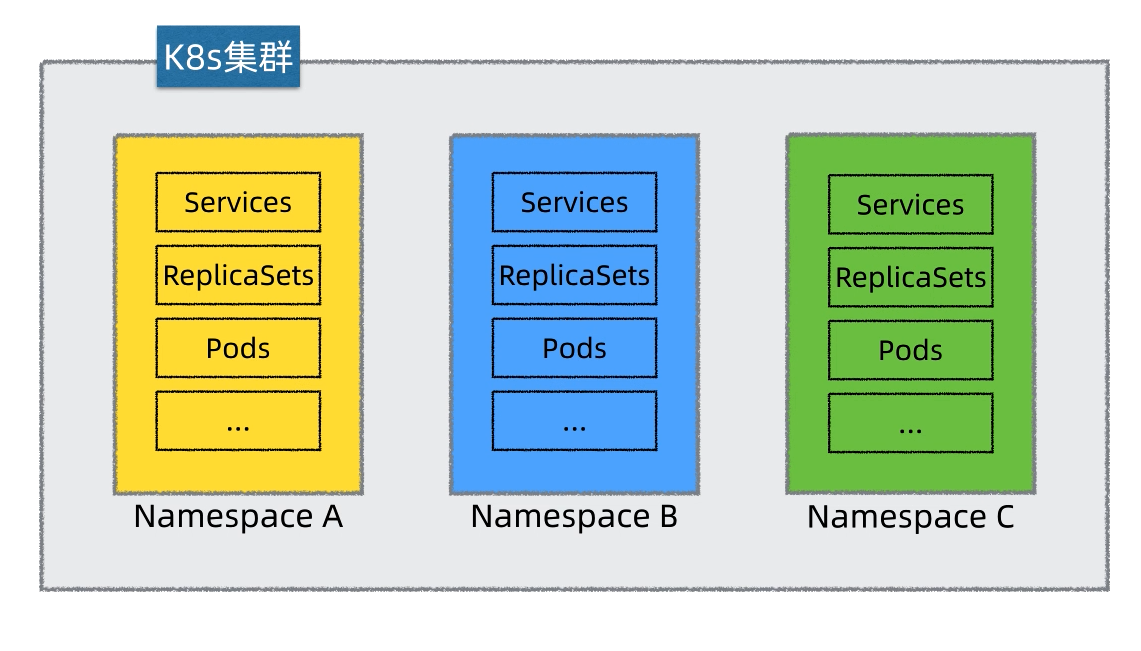 K8s集群
Services
ReplicaSets
Pods
...
Namespace A
Services
ReplicaSets
Pods
...
Namespace B
Services
ReplicaSets
Pods
...
Namespace C